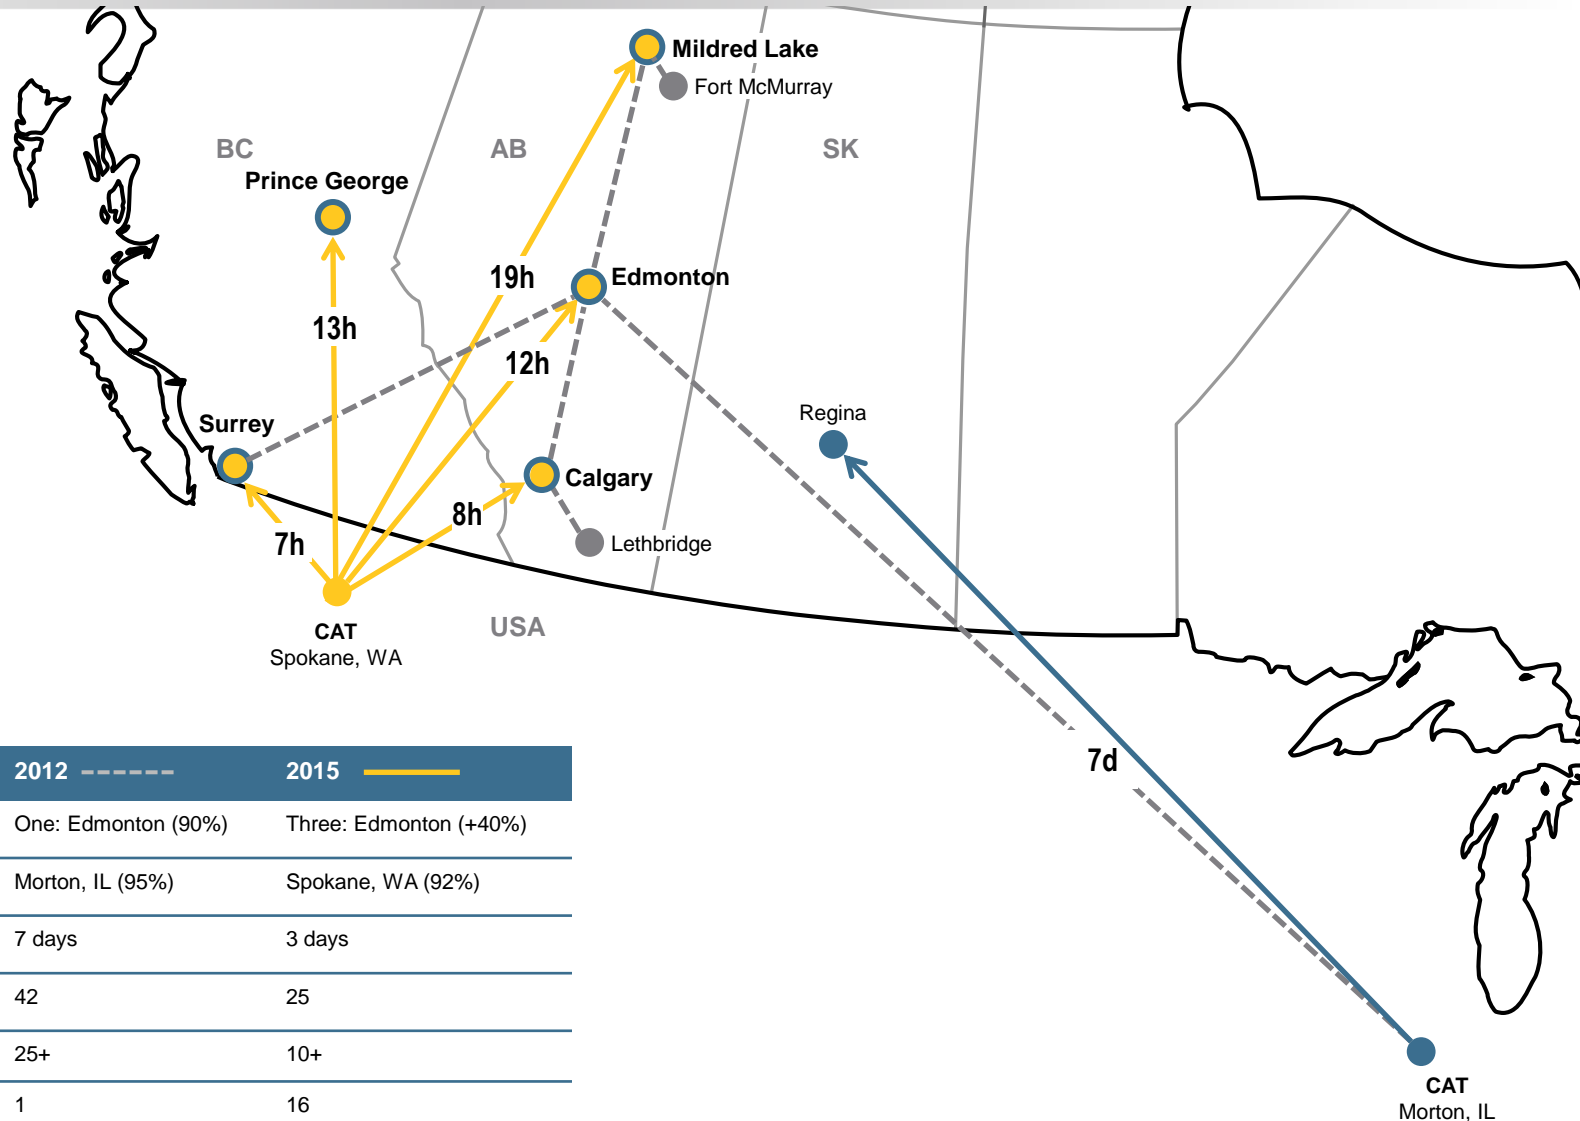 Mildred Lake
Fort McMurray
BC
AB
SK
Prince George
19h
Edmonton
13h
12h
Regina
Surrey
Calgary
8h
7h
Lethbridge
CAT
Spokane, WA
USA
7d
2012 2015
One: Edmonton (90%) Three: Edmonton (+40%)
Morton, IL (95%) Spokane, WA (92%)
7 days 3 days
42 25
25+ 10+
1 16
CAT
Morton, IL